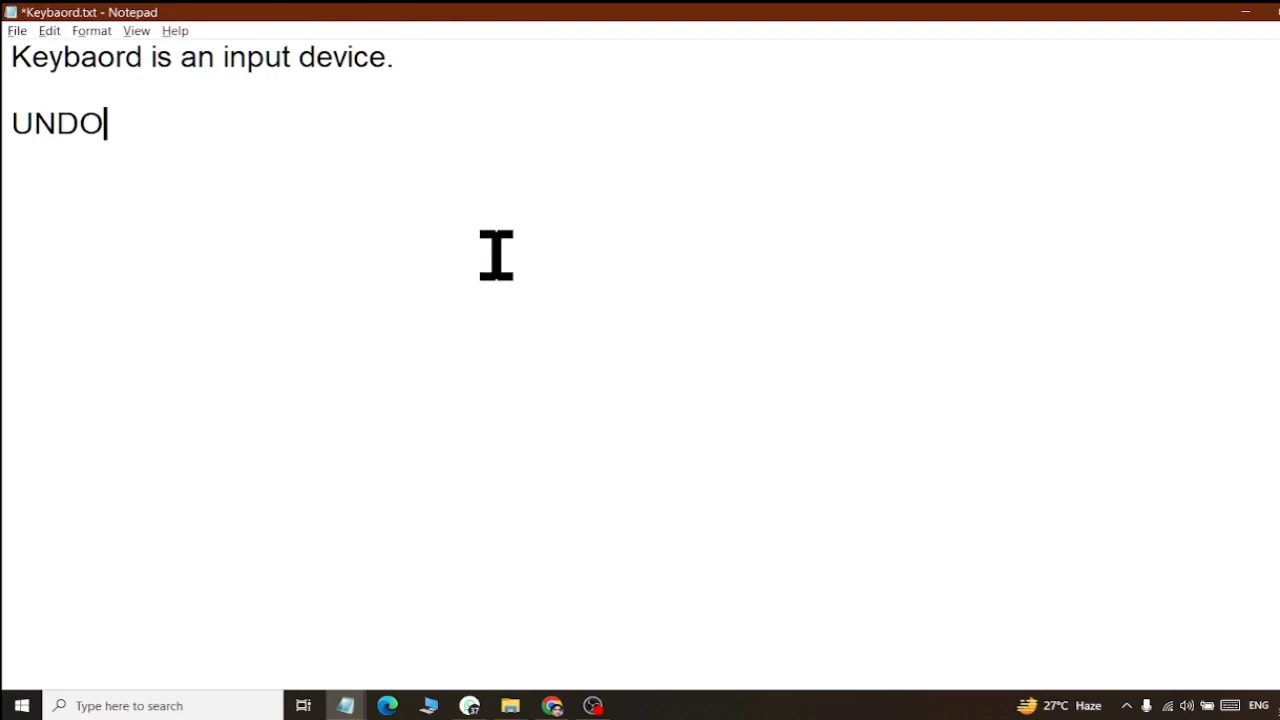 *Keybaord.txt - Notepad
File Edit Format View Help
Keybaord is an input device.
UNDO
Type here to search
37
27°C Haze
ENG